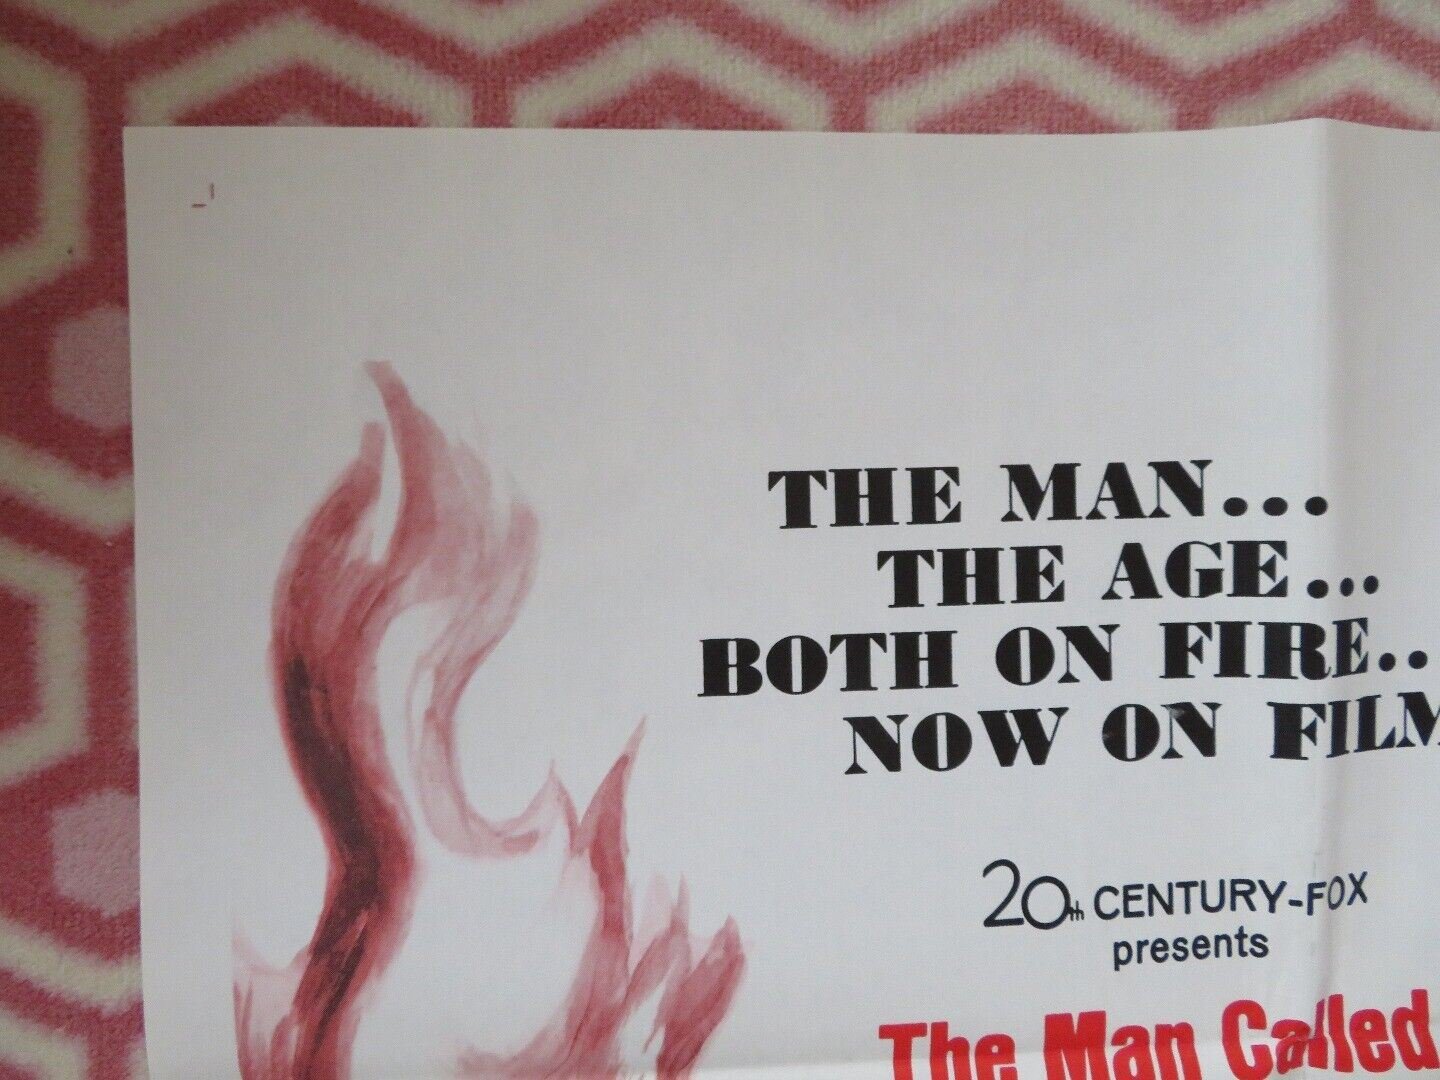 THE MAN...
THE AGE...
BOTH ON FIRE..
NOW ON FILM
20th CENTURY-FOX
presents
The Man Called